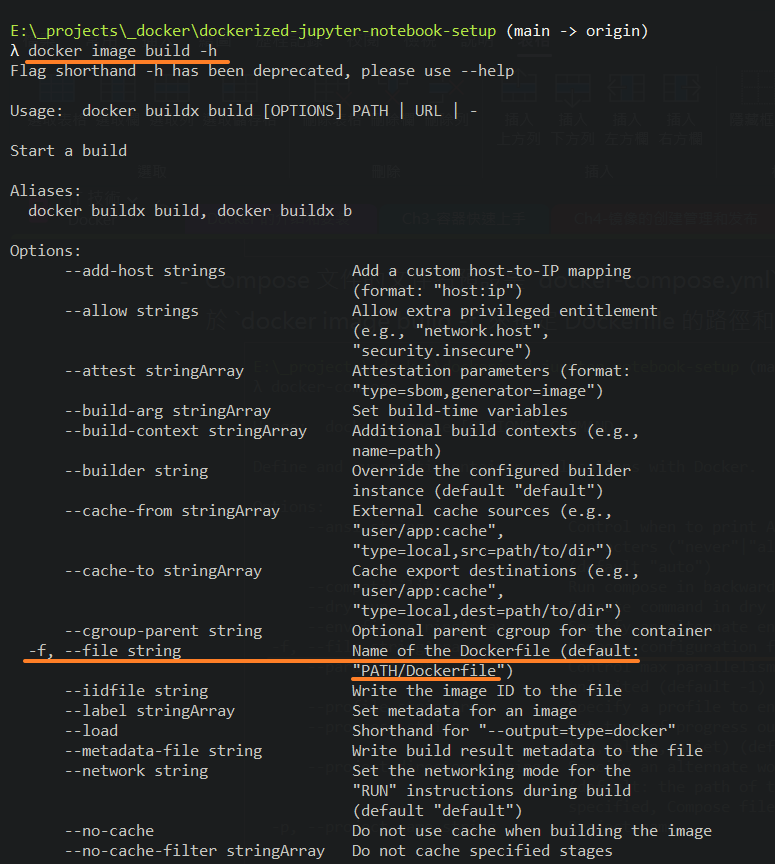 E:\_projects\_docker\dockerized-jupyter-notebook-setup (main -> origin)
λ docker image build -h
Flag shorthand -h has been deprecated, please use --help
Usage:  docker buildx build [OPTIONS] PATH | URL | -
Start a build
Aliases:
docker buildx build, docker buildx b
Options:
--add-host strings Add a custom host-to-IP mapping
(format: "host:ip")
--allow strings Allow extra privileged entitlement
(e.g., "network.host",
"security.insecure")
--attest stringArray Attestation parameters (format:
"type=sbom,generator=image")
--build-arg stringArray Set build-time variables
--build-context stringArray Additional build contexts (e.g.,
name=path)
--builder string Override the configured builder
instance (default "default")
--cache-from stringArray External cache sources (e.g.,
"user/app:cache",
"type=local,src=path/to/dir")
--cache-to stringArray Cache export destinations (e.g.,
"user/app:cache",
"type=local,dest=path/to/dir")
--cgroup-parent string Optional parent cgroup for the container
-f, --file string Name of the Dockerfile (default:
"PATH/Dockerfile")
--iidfile string Write the image ID to the file
--label stringArray Set metadata for an image
--load Shorthand for "--output=type=docker"
--metadata-file string Write build result metadata to the file
--network string Set the networking mode for the
"RUN" instructions during build
(default "default")
--no-cache Do not use cache when building the image
--no-cache-filter stringArray Do not cache specified stages